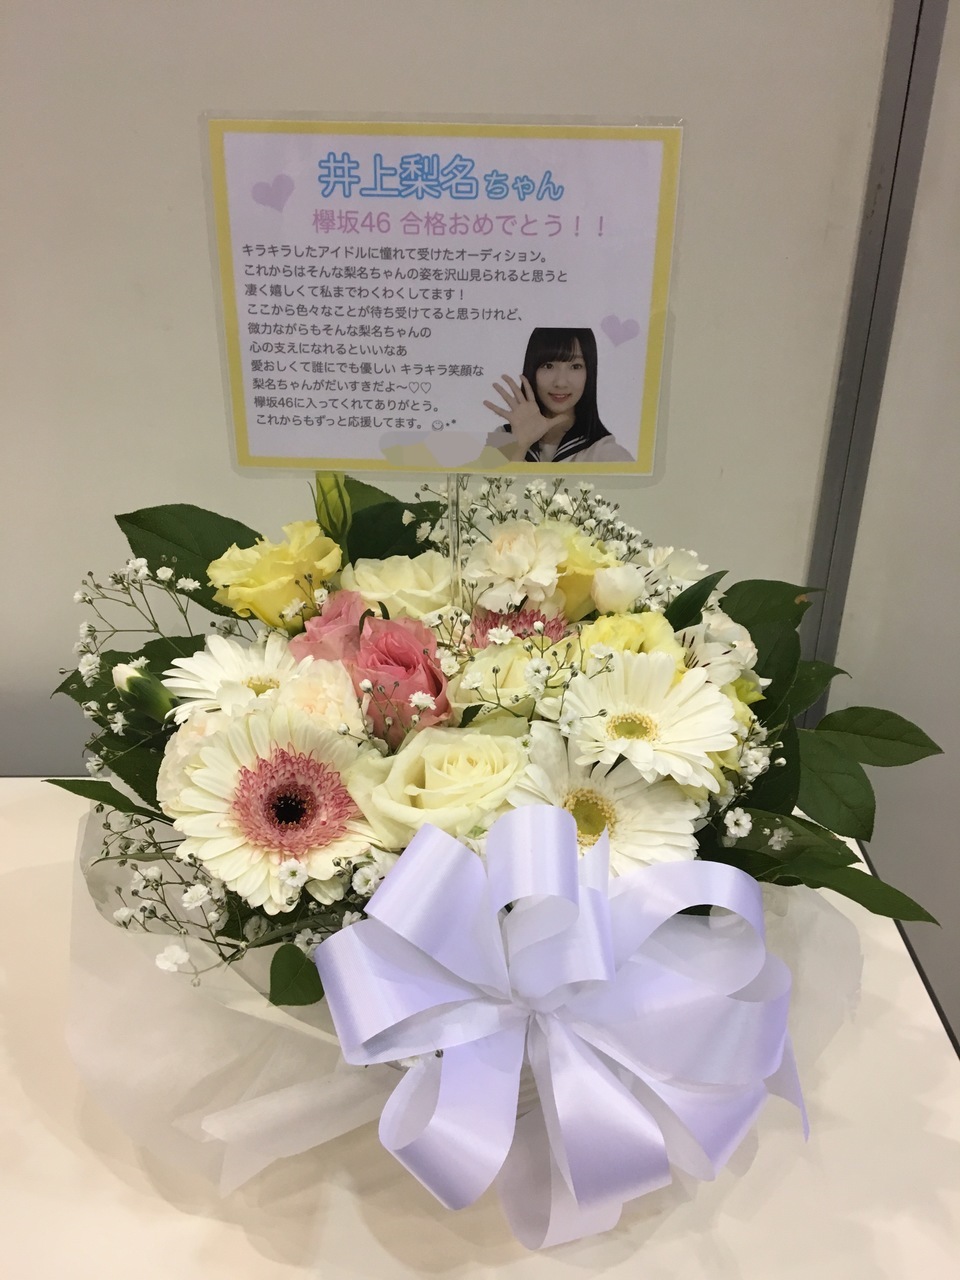 井上梨名ちゃん
欅坂46 合格おめでとう！！
キラキラしたアイドルに憧れて受けたオーディション。
これからはそんな梨名ちゃんの姿を沢山見られると思うと
凄く嬉しくて私までわくわくしてます！
ここから色々なことが待ち受けてると思うけれど、
微力ながらもそんな梨名ちゃんの
心の支えになれるといいなあ
愛おしくて誰にでも優しい キラキラ笑顔な
梨名ちゃんがだいすきだよ〜♡♡
欅坂46に入ってくれてありがとう。
これからもずっと応援してます。